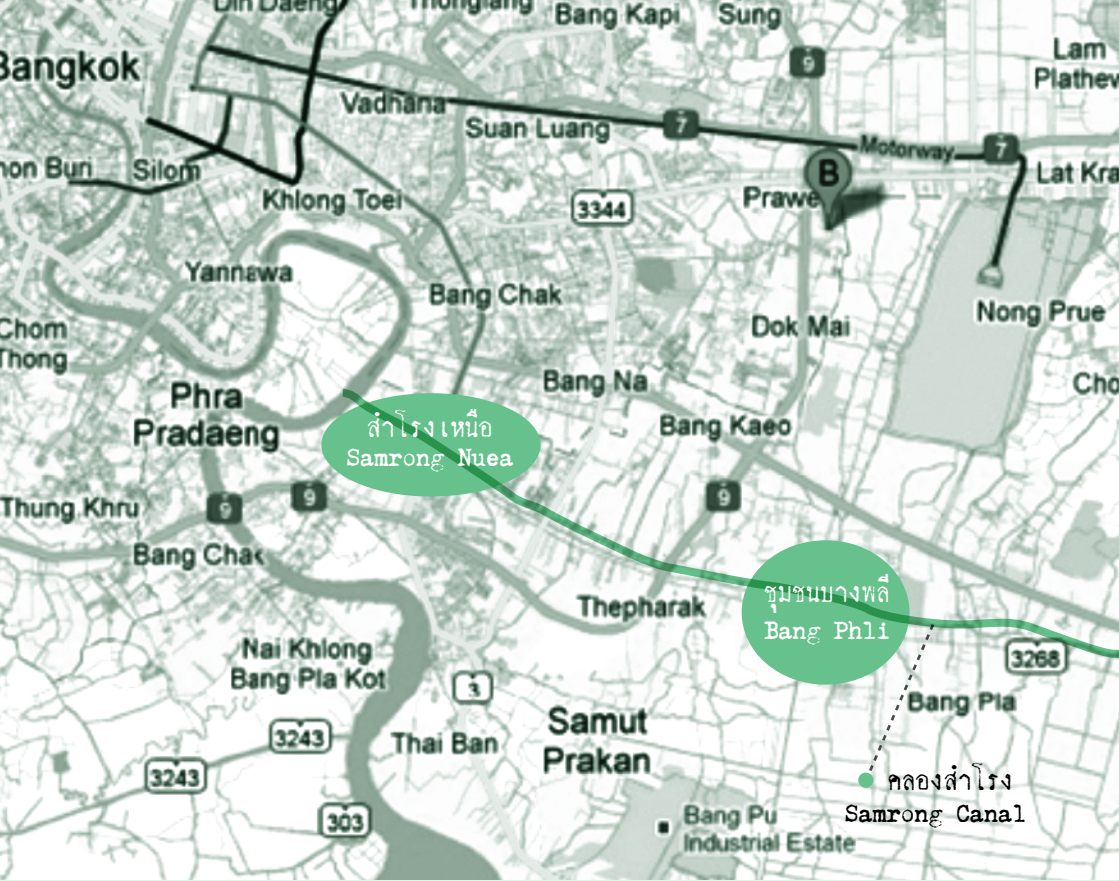 Din Daeng
Thonglang
Bang Kapi
Sung
Bangkok
9
Lam
Plathew
Vadhana
Suan Luang
7
Motorway
7
non Buri
Silom
B
Lat Kra
Khlong Toei
3344
Prawe
Yannawa
Bang Chak
Nong Prue
Chom
Thong
Dok Mai
Phra
Pradaeng
Bang Na
Cho
สำโรงเหนือ
Samrong Nuea
Bang Kaeo
Thung Khru
9
9
9
Bang Chak
ชุมชนบางพลี
Bang Phli
Thepharak
Nai Khlong
Bang Pla Kot
3268
3
Bang Pla
3243
Thai Ban
Samut
Prakan
3243
คลองสำโรง
Samrong Canal
303
Bang Pu
Industrial Estate